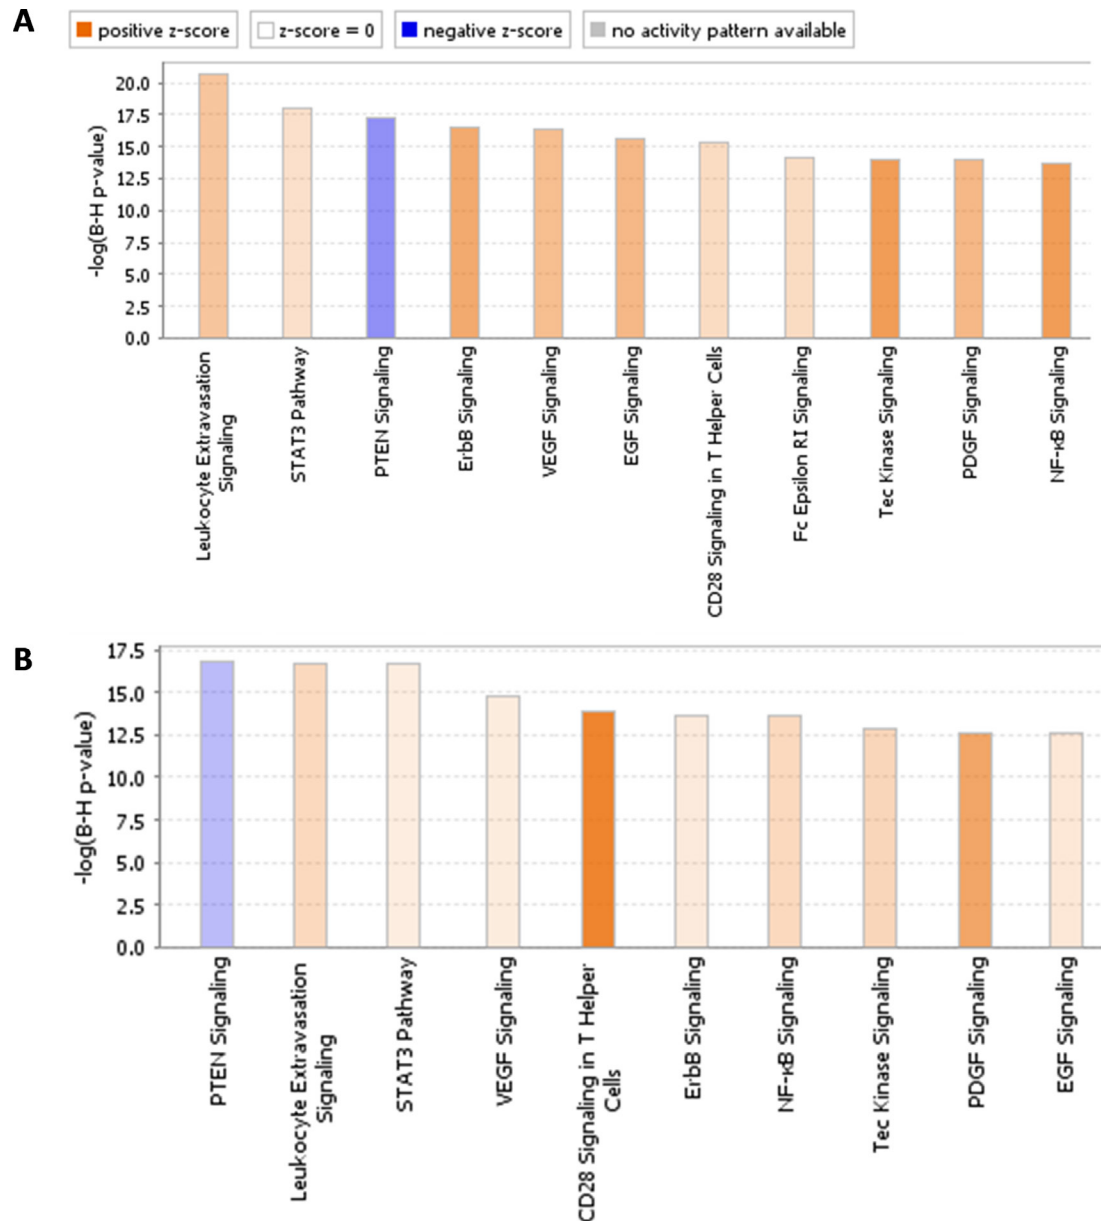 A
positive z-score
z-score = 0
negative z-score
no activity pattern available
-log(B-H p-value)
20.0
17.5
15.0
12.5
10.0
7.5
5.0
2.5
0.0
Leukocyte Extravasation
Signaling
STAT3 Pathway
PTEN Signaling
ErbB Signaling
VEGF Signaling
EGF Signaling
CD28 Signaling in T Helper Cells
Fc Epsilon RI Signaling
Tec Kinase Signaling
PDGF Signaling
NF-κB Signaling
B
-log(B-H p-value)
17.5
15.0
12.5
10.0
7.5
5.0
2.5
0.0
PTEN Signaling
Leukocyte Extravasation
Signaling
STAT3 Pathway
VEGF Signaling
CD28 Signaling in T Helper
Cells
ErbB Signaling
NF-κB Signaling
Tec Kinase Signaling
PDGF Signaling
EGF Signaling